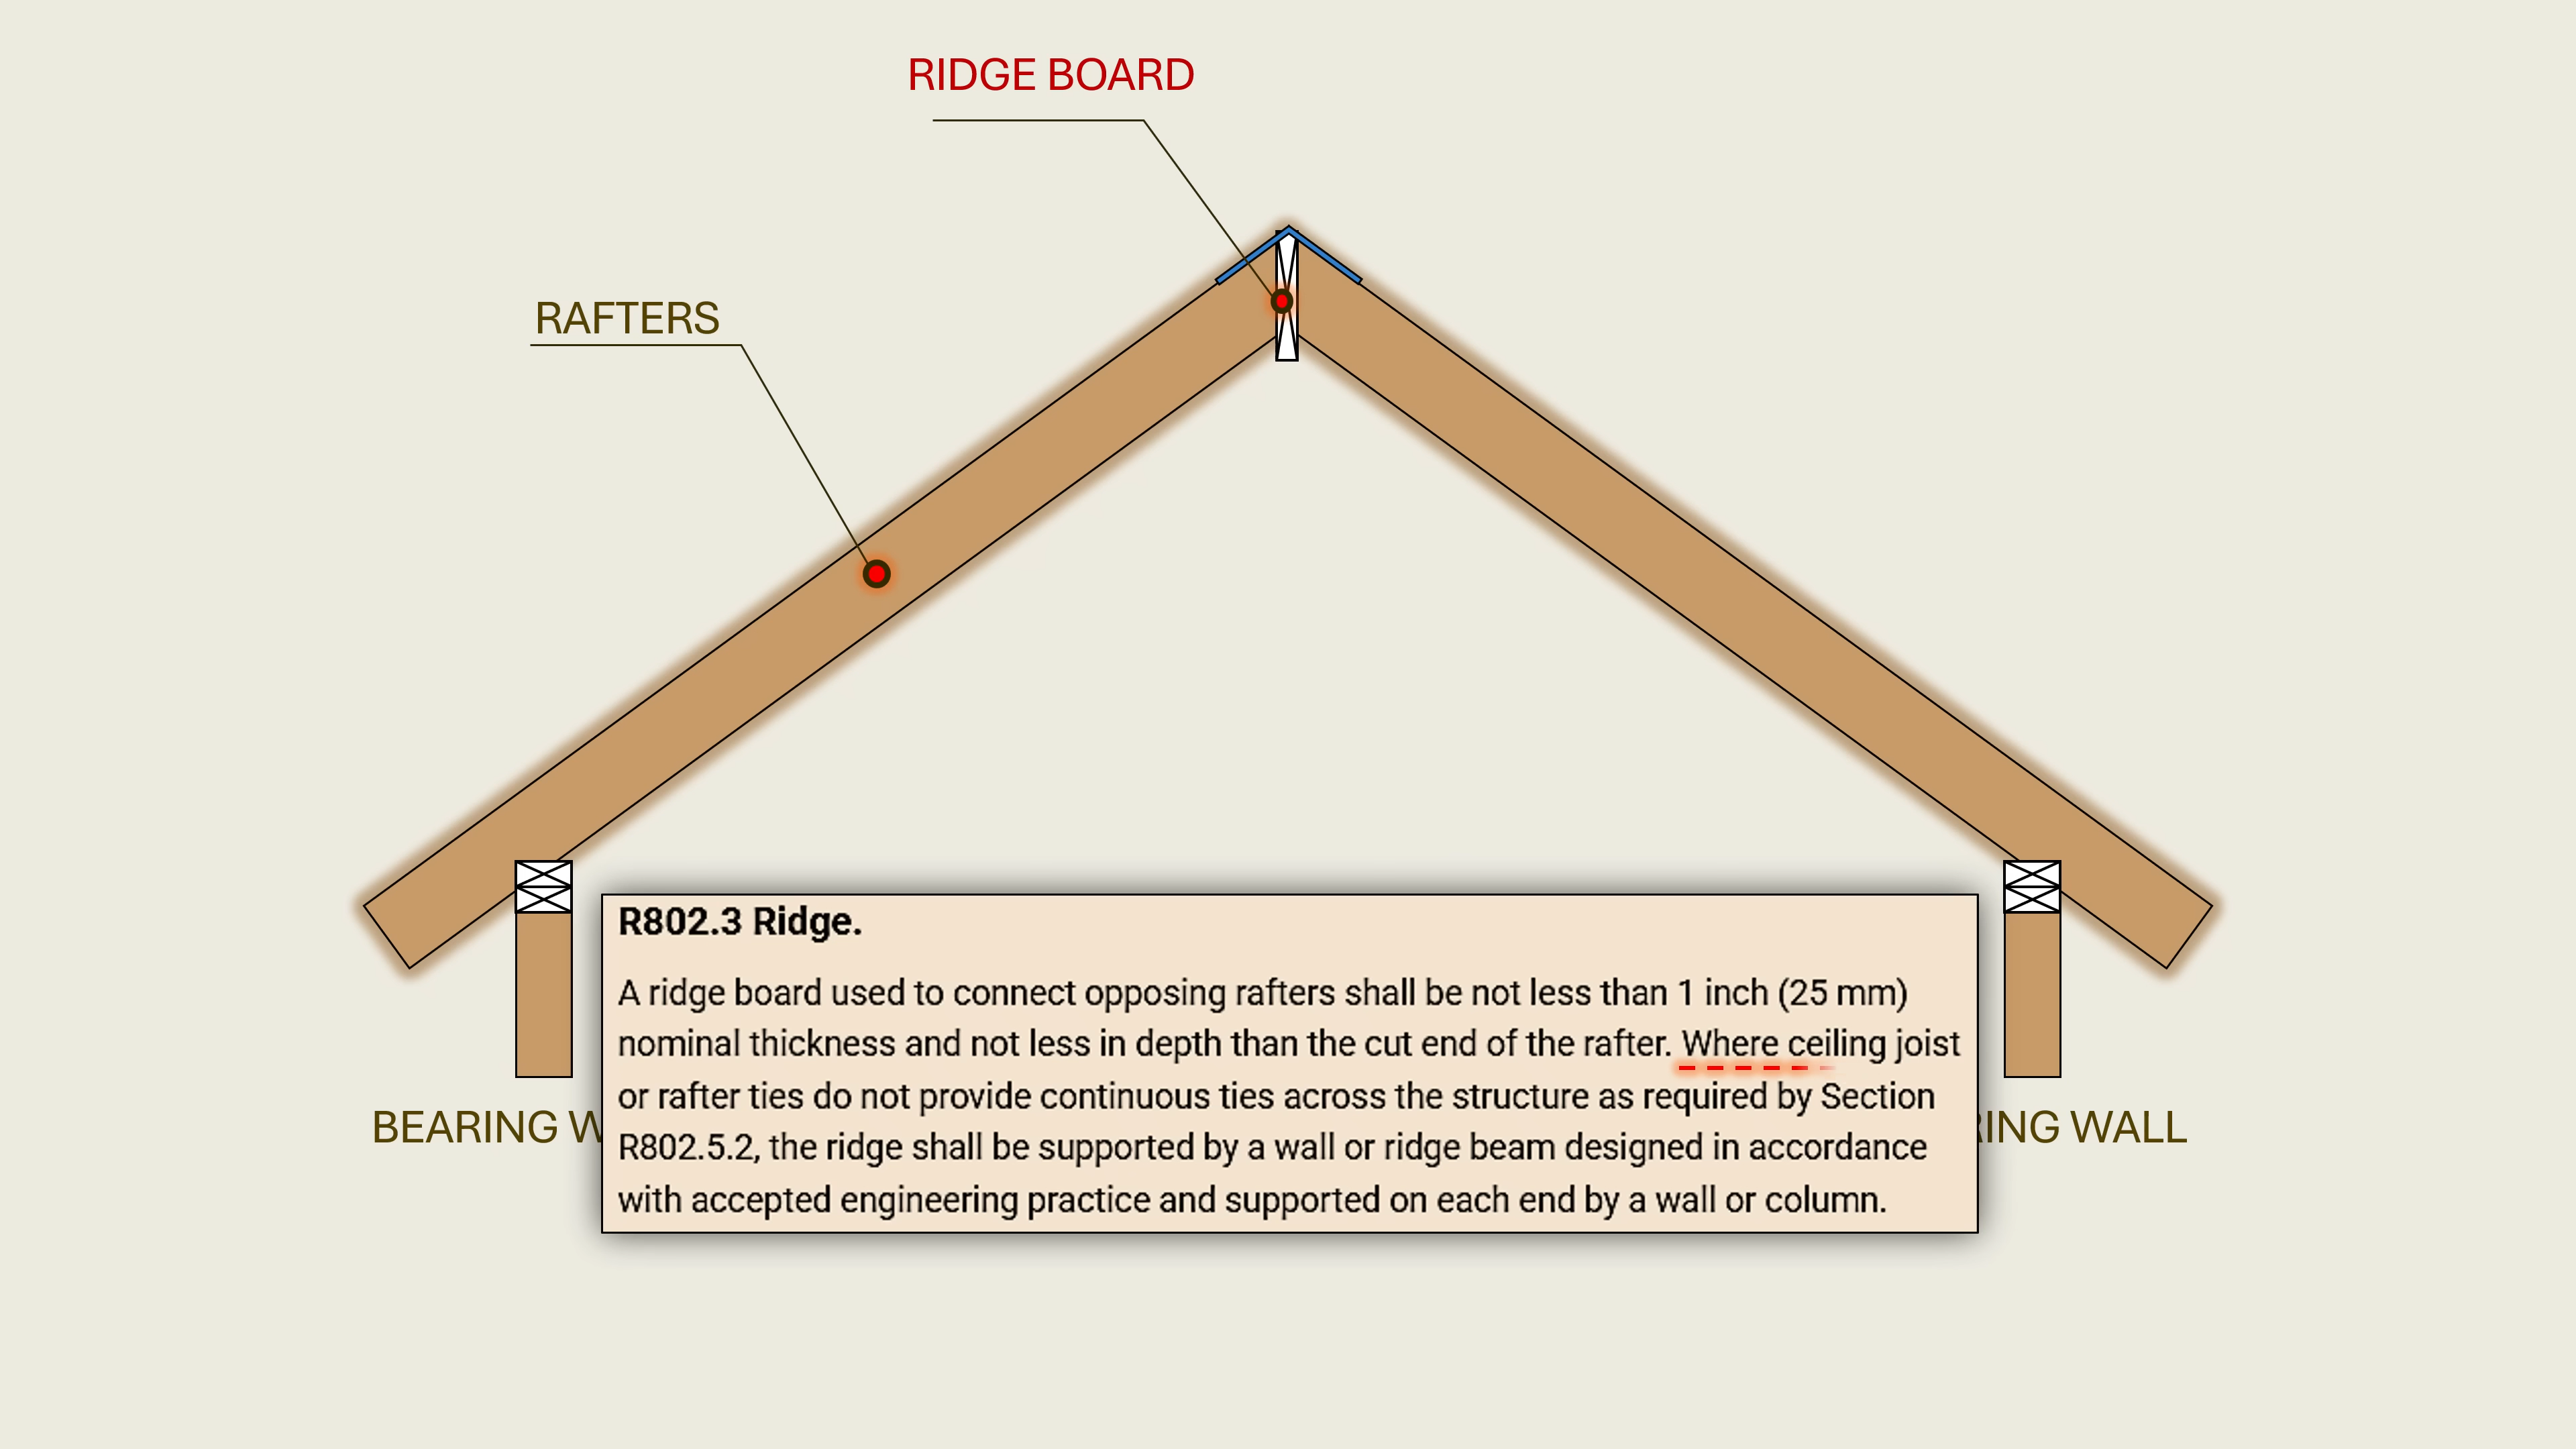 RIDGE BOARD
RAFTERS
R802.3 Ridge.
A ridge board used to connect opposing rafters shall be not less than 1 inch (25 mm)
nominal thickness and not less in depth than the cut end of the rafter. Where ceiling joist
or rafter ties do not provide continuous ties across the structure as required by Section
R802.5.2, the ridge shall be supported by a wall or ridge beam designed in accordance
with accepted engineering practice and supported on each end by a wall or column.
BEARING W
RING WALL